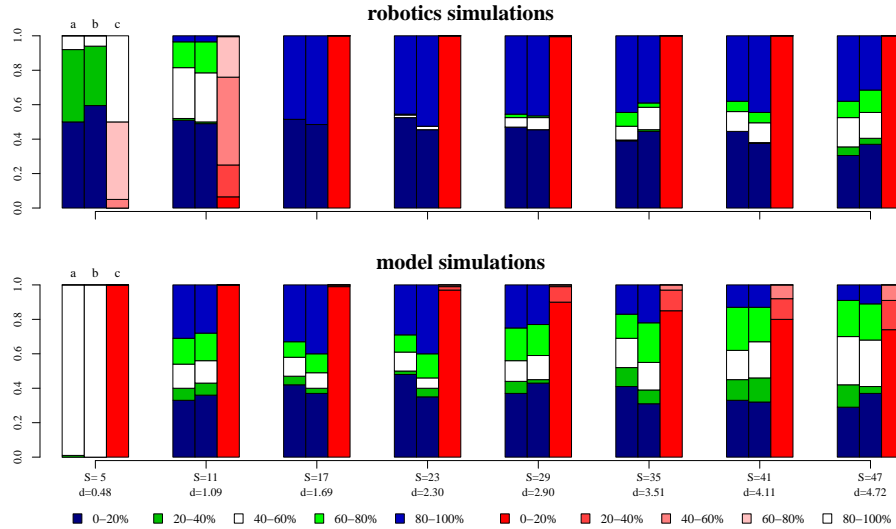 robotics simulations
a b c
1.0
0.8
0.6
0.4
0.2
0.0
model simulations
a b c
1.0
0.8
0.6
0.4
0.2
0.0
S= 5 S=11 S=17 S=23 S=29 S=35 S=41 S=47
d=0.48 d=1.09 d=1.69 d=2.30 d=2.90 d=3.51 d=4.11 d=4.72
0−20% 20−40% 40−60% 60−80% 80−100% 0−20% 20−40% 40−60% 60−80% 80−100%